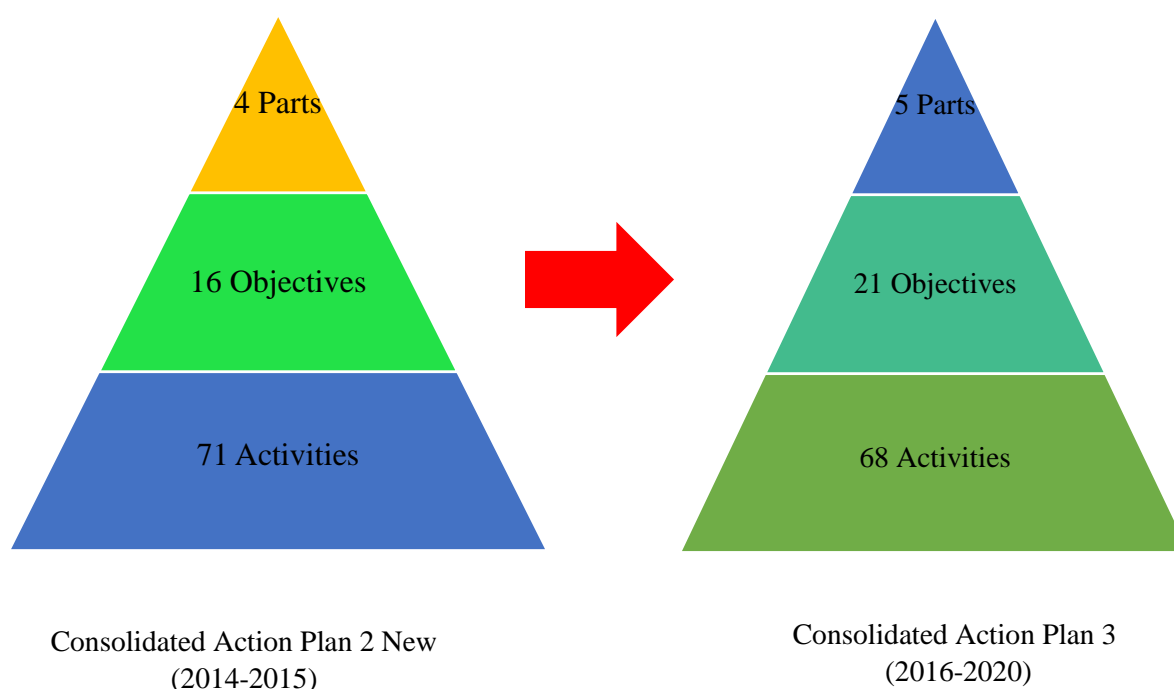 4 Parts
16 Objectives
71 Activities
Consolidated Action Plan 2 New
(2014-2015)
5 Parts
21 Objectives
68 Activities
Consolidated Action Plan 3
(2016-2020)